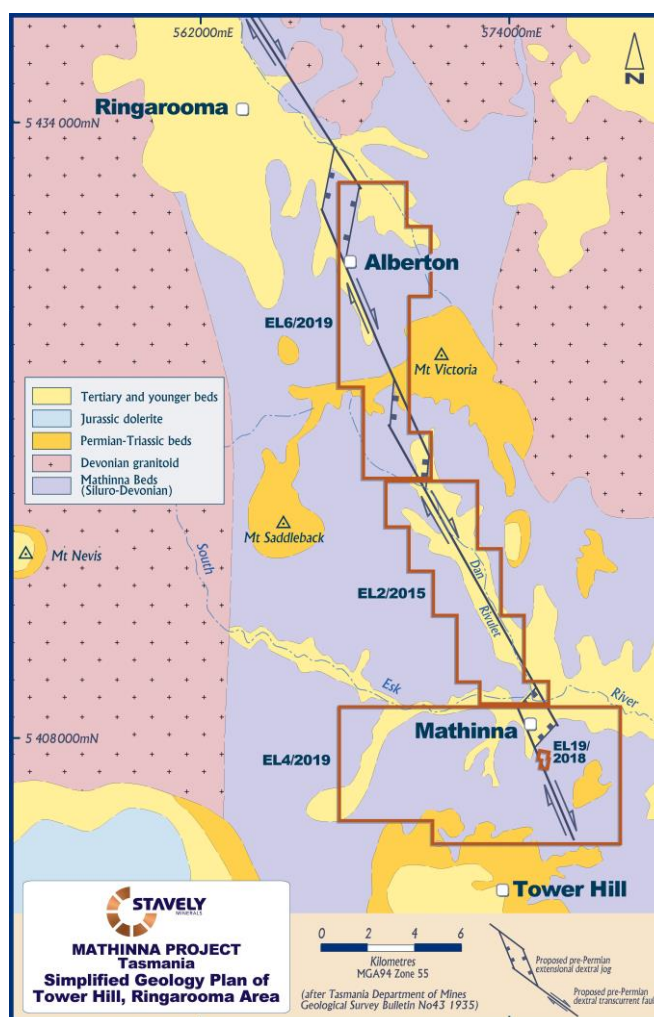 562000mE
574000mE
N
Ringarooma
5 434 000mN
Alberton
EL6/2019
Mt Victoria
Tertiary and younger beds
Jurassic dolerite
Permian-Triassic beds
Devonian granitoid
Mathinna Beds
(Siluro-Devonian)
Mt Saddleback
Mt Nevis
South
Dan
Rivulet
EL2/2015
Esk
River
Mathinna
5 408 000mN
EL4/2019
EL19/
2018
Tower Hill
STAVELY
MINERALS
MATHINNA PROJECT
Tasmania
Simplified Geology Plan of
Tower Hill, Ringarooma Area
0 2 4 6
Kilometres
MGA94 Zone 55
(after Tasmania Department of Mines
Geological Survey Bulletin No43 1935)
Proposed pre-Permian
extensional dextral jog
Proposed pre-Permian
dextral transcurrent faul